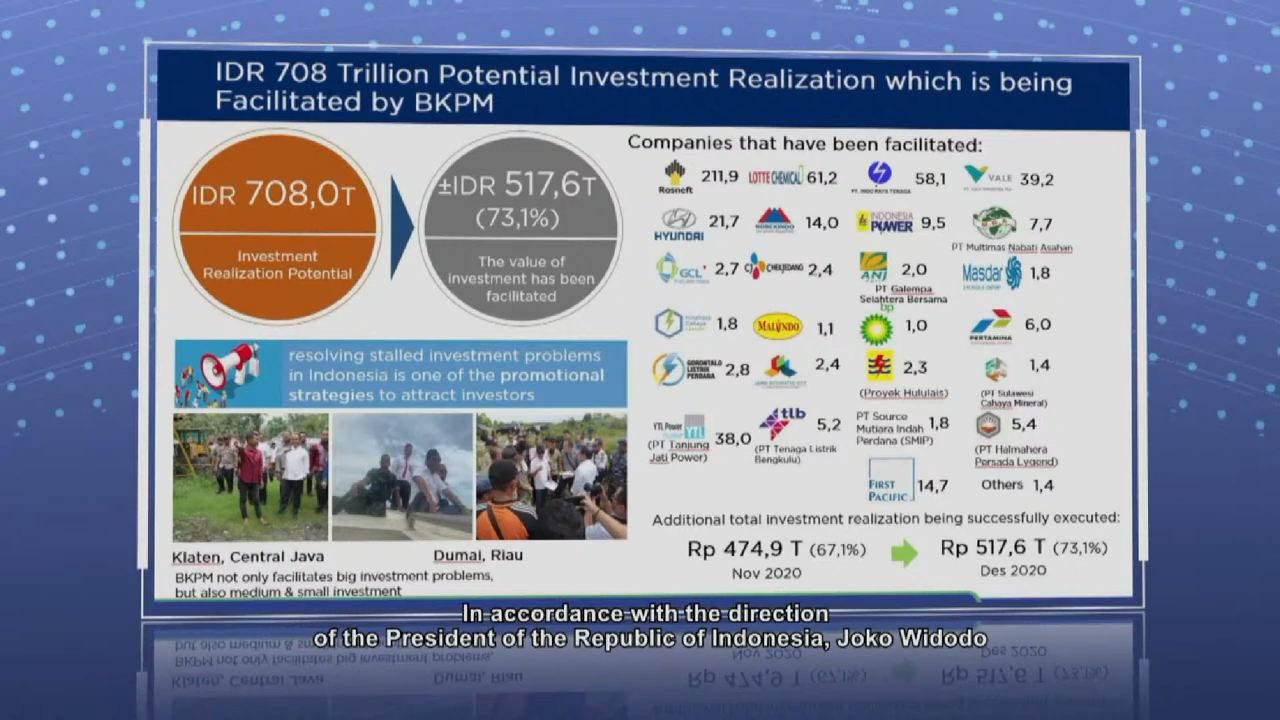 IDR 708 Trillion Potential Investment Realization which is being
Facilitated by BKPM
IDR 708,0T
Investment
Realization Potential
±IDR 517,6T
(73,1%)
The value of
investment has been
facilitated
resolving stalled investment problems
in Indonesia is one of the promotional
strategies to attract investors
Klaten, Central Java
Dumai, Riau
BKPM not only facilitates big investment problems,
but also medium & small investment
Companies that have been facilitated:
Rosneft 211,9
LOTTE CHEMICAL 61,2
58,1
VALE 39,2
HYUNDAI 21,7
14,0
INDONESIA POWER 9,5
7,7
PT Multimas Nabati Asahan
GCL 2,7
CJ CHEILJEDANG 2,4
ANJ 2,0
PT Galempa
Sejahtera Bersama
Masdar 1,8
1,8
MALINDO 1,1
bp
1,0
PERTAMINA 6,0
GORONTALO
LISTRIK
PERDANA 2,8
2,4
2,3
(Proyek Hululais)
1,4
(PT Sulawesi
Cahaya Mineral)
YTL Power
YTL
(PT Tanjung
Jati Power)
38,0
tlb 5,2
(PT Tenaga Listrik
Bengkulu)
PT Source
Mutiara Indah
Perdana (SMIP)
1,8
5,4
(PT Halmahera
Persada Lygend)
FIRST
PACIFIC 14,7
Others 1,4
Additional total investment realization being successfully executed:
Rp 474,9 T (67,1%)
Nov 2020
Rp 517,6 T (73,1%)
Des 2020
In accordance with the direction
of the President of the Republic of Indonesia, Joko Widodo